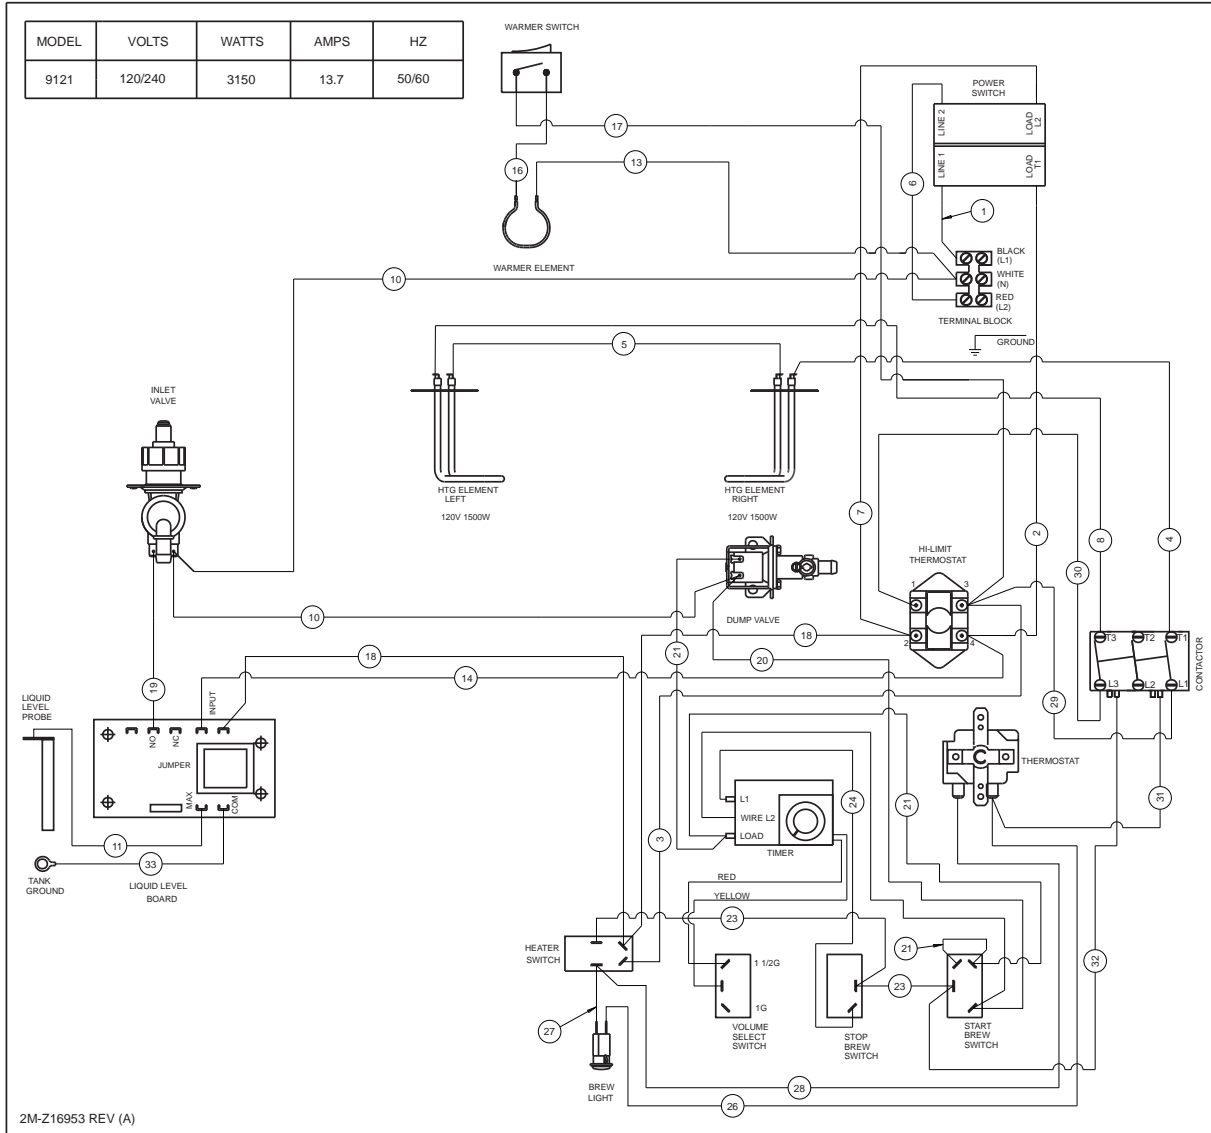 MODEL VOLTS WATTS AMPS HZ
9121 120/240 3150 13.7 50/60
WARMER SWITCH
17
16
13
WARMER ELEMENT
10
POWER
SWITCH
LINE 2
LOAD
L2
LINE 1
LOAD
T1
6
1
BLACK
(L1)
WHITE
(N)
RED
(L2)
TERMINAL BLOCK
GROUND
5
INLET
VALVE
HTG ELEMENT
LEFT
120V 1500W
HTG ELEMENT
RIGHT
120V 1500W
7
2
8
4
30
HI-LIMIT
THERMOSTAT
1
3
2
4
DUMP VALVE
10
21
18
20
18
14
19
LIQUID
LEVEL
PROBE
INPUT
NO
NC
JUMPER
MAX
COM
11
33
TANK
GROUND
LIQUID LEVEL
BOARD
T3
T2
T1
L3
L2
L1
CONTACTOR
29
31
THERMOSTAT
24
21
3
L1
WIRE L2
LOAD
TIMER
RED
YELLOW
23
HEATER
SWITCH
1 1/2G
1G
VOLUME
SELECT
SWITCH
21
23
STOP
BREW
SWITCH
START
BREW
SWITCH
32
27
BREW
LIGHT
28
26
2M-Z16953 REV (A)